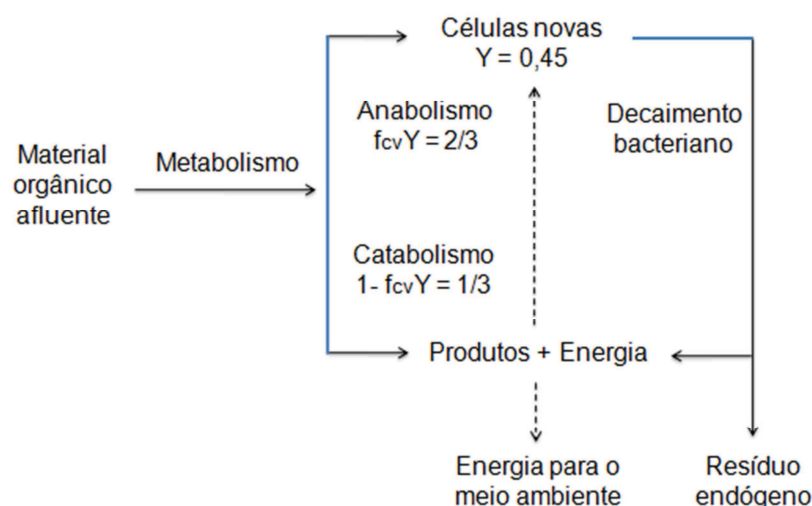 Células novas
Y = 0,45
Anabolismo
fcvY = 2/3
Decaimento
bacteriano
Material
orgânico
afluente
Metabolismo
Catabolismo
1- fcvY = 1/3
Produtos + Energia
Energia para o
meio ambiente
Resíduo
endógeno